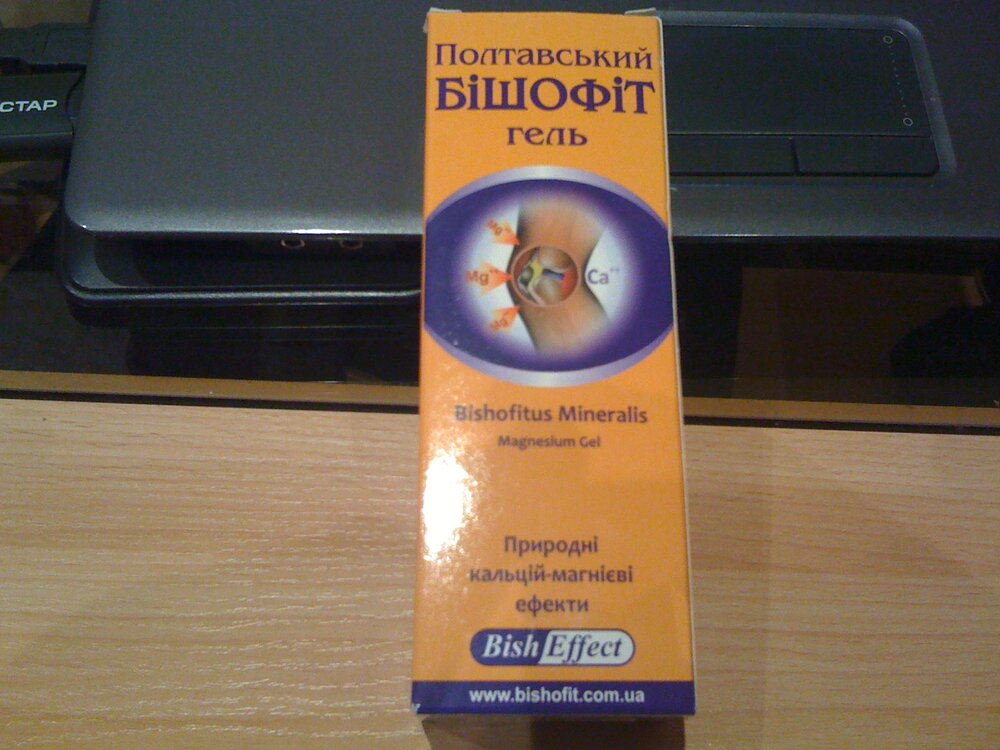 Полтавський
БІШОФІТ
гель
Mg++
Mg++
Ca++
Mg++
Bishofitus Mineralis
Magnesium Gel
Природні
кальцій-магнієві
ефекти
Bish Effect
www.bishofit.com.ua
СТАР